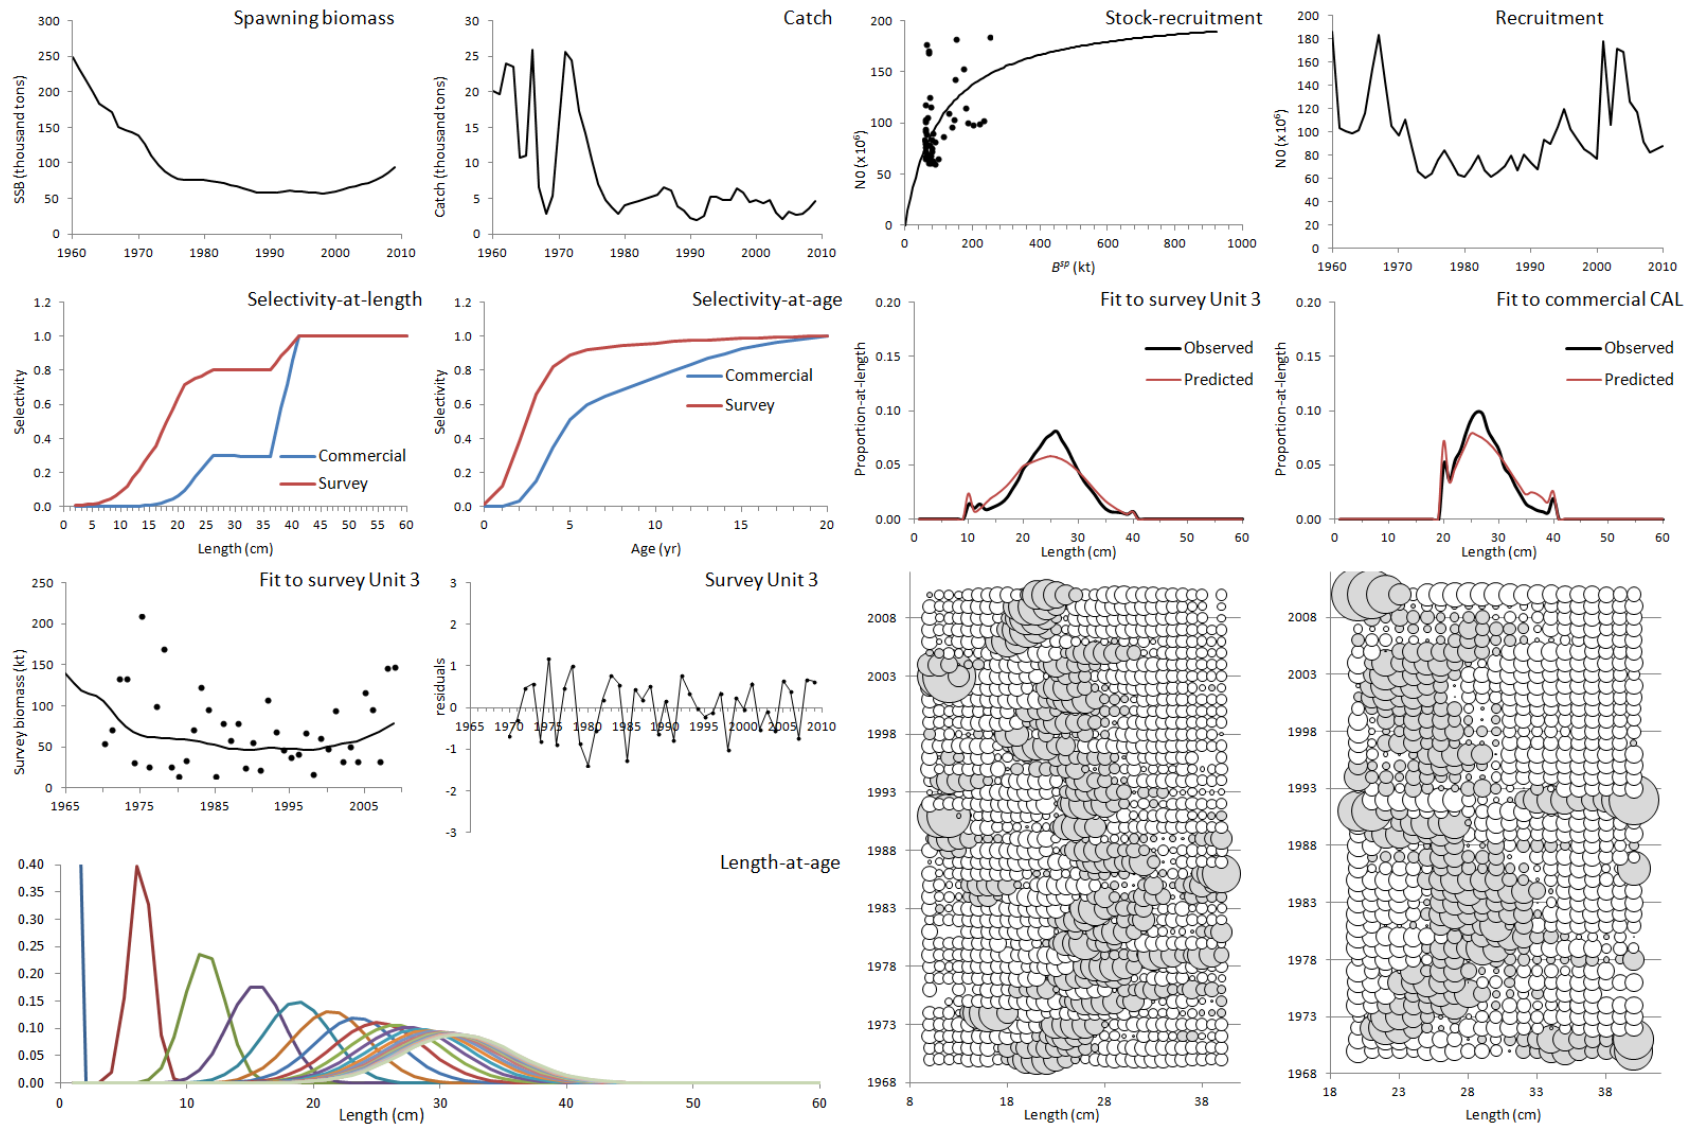 Spawning biomass
SSB (thousand tons)
300
250
200
150
100
50
0
1960 1970 1980 1990 2000 2010
Catch
Catch (thousand tons)
30
25
20
15
10
5
0
1960 1970 1980 1990 2000 2010
Stock-recruitment
N0 (x10⁶)
200
150
100
50
0
0 200 400 600 800 1000
Bˢᵖ (kt)
Recruitment
N0 (x10⁶)
200
180
160
140
120
100
80
60
40
20
0
1960 1970 1980 1990 2000 2010
Selectivity-at-length
Selectivity
1.2
1.0
0.8
0.6
0.4
0.2
0.0
Commercial
Survey
0 5 10 15 20 25 30 35 40 45 50 55 60
Length (cm)
Selectivity-at-age
Selectivity
1.2
1.0
0.8
0.6
0.4
0.2
0.0
Commercial
Survey
0 5 10 15 20
Age (yr)
Fit to survey Unit 3
Proportion-at-length
0.20
0.15
0.10
0.05
0.00
Observed
Predicted
0 10 20 30 40 50 60
Length (cm)
Fit to commercial CAL
Proportion-at-length
0.20
0.15
0.10
0.05
0.00
Observed
Predicted
0 10 20 30 40 50 60
Length (cm)
Fit to survey Unit 3
Survey biomass (kt)
250
200
150
100
50
0
1965 1975 1985 1995 2005
Survey Unit 3
residuals
3
2
1
0
-1
-2
-3
1965 1970 1975 1980 1985 1990 1995 2000 2005 2010
2008
2003
1998
1993
1988
1983
1978
1973
1968
8 18 28 38
Length (cm)
2008
2003
1998
1993
1988
1983
1978
1973
1968
18 23 28 33 38
Length (cm)
Length-at-age
0.40
0.35
0.30
0.25
0.20
0.15
0.10
0.05
0.00
0 10 20 30 40 50 60
Length (cm)